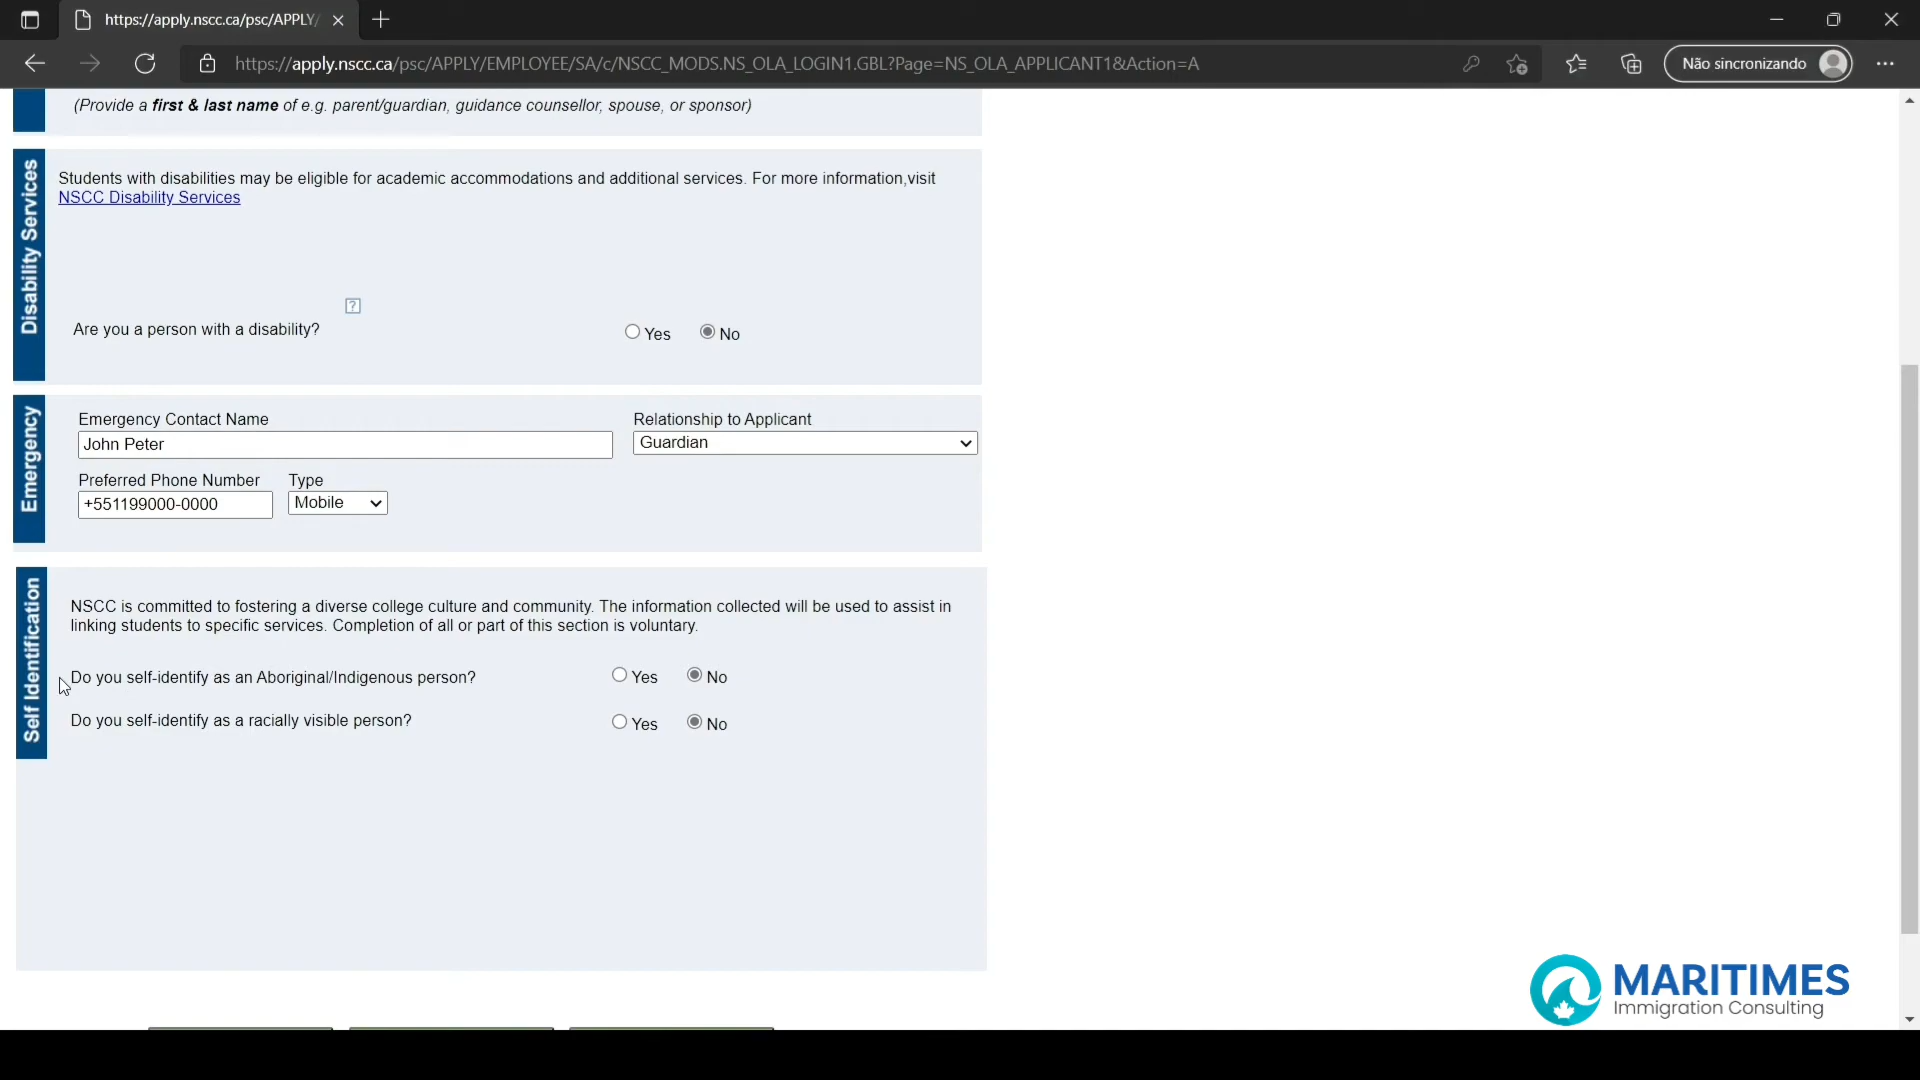 https://apply.nscc.ca/psc/APPLY/
https://apply.nscc.ca/psc/APPLY/EMPLOYEE/SA/c/NSCC_MODS.NS_OLA_LOGIN1.GBL?Page=NS_OLA_APPLICANT1&Action=A
Não sincronizando
(Provide a first & last name of e.g. parent/guardian, guidance counsellor, spouse, or sponsor)
Disability Services
Students with disabilities may be eligible for academic accommodations and additional services. For more information,visit
NSCC Disability Services
?
Are you a person with a disability?
Yes
No
Emergency
Emergency Contact Name
Relationship to Applicant
John Peter
Guardian
Preferred Phone Number
Type
+551199000-0000
Mobile
Self Identification
NSCC is committed to fostering a diverse college culture and community. The information collected will be used to assist in
linking students to specific services. Completion of all or part of this section is voluntary.
Do you self-identify as an Aboriginal/Indigenous person?
Yes
No
Do you self-identify as a racially visible person?
Yes
No
MARITIMES
Immigration Consulting